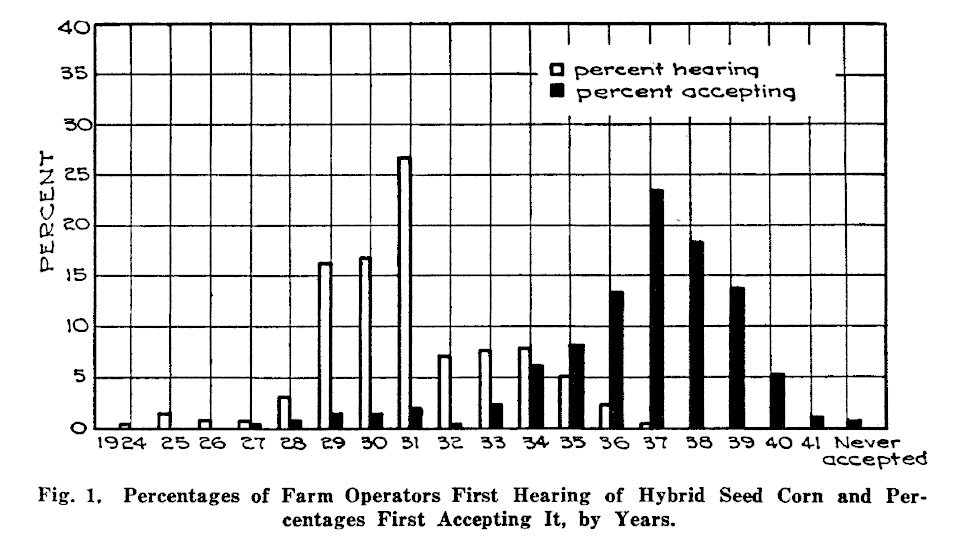 40
35
30
25
20
15
10
5
0
PERCENT
percent hearing
percent accepting
1924 25 26 27 28 29 30 31 32 33 34 35 36 37 38 39 40 41 Never
accepted
Fig. 1. Percentages of Farm Operators First Hearing of Hybrid Seed Corn and Per-
centages First Accepting It, by Years.